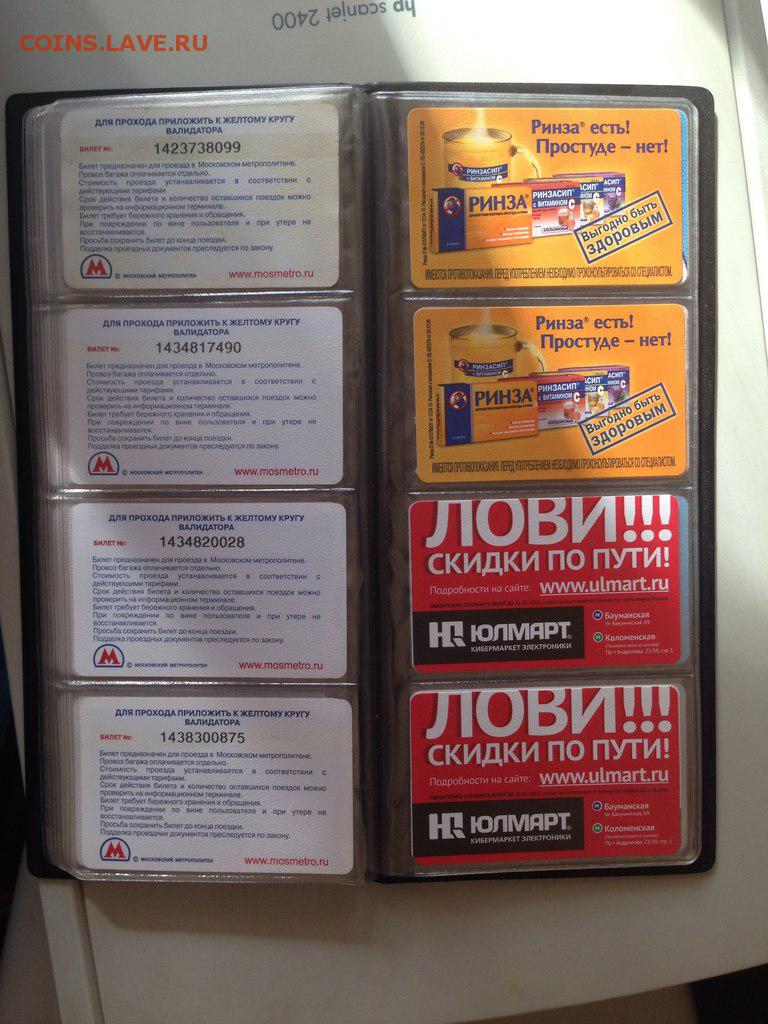 COINS.LAVE.RU
hp scanjet 2400
ДЛЯ ПРОХОДА ПРИЛОЖИТЬ К ЖЕЛТОМУ КРУГУ
ВАЛИДАТОРА
БИЛЕТ №: 1423738099
Билет предназначен для проезда в Московском метрополитене.
Провоз багажа оплачивается отдельно.
Стоимость проезда устанавливается в соответствии с
действующими тарифами.
Срок действия билета и количество оставшихся поездок можно
проверить на информационном терминале.
Билет требует бережного хранения и обращения.
При повреждении по вине пользователя и при утере не
восстанавливается.
Просьба сохранить билет до конца поездки.
Подделка проездных документов преследуется по закону.
М © МОСКОВСКИЙ МЕТРОПОЛИТЕН www.mosmetro.ru
ДЛЯ ПРОХОДА ПРИЛОЖИТЬ К ЖЕЛТОМУ КРУГУ
ВАЛИДАТОРА
БИЛЕТ №: 1434817490
Билет предназначен для проезда в Московском метрополитене.
Провоз багажа оплачивается отдельно.
Стоимость проезда устанавливается в соответствии с
действующими тарифами.
Срок действия билета и количество оставшихся поездок можно
проверить на информационном терминале.
Билет требует бережного хранения и обращения.
При повреждении по вине пользователя и при утере не
восстанавливается.
Просьба сохранить билет до конца поездки.
Подделка проездных документов преследуется по закону.
М © МОСКОВСКИЙ МЕТРОПОЛИТЕН www.mosmetro.ru
ДЛЯ ПРОХОДА ПРИЛОЖИТЬ К ЖЕЛТОМУ КРУГУ
ВАЛИДАТОРА
БИЛЕТ №: 1434820028
Билет предназначен для проезда в Московском метрополитене.
Провоз багажа оплачивается отдельно.
Стоимость проезда устанавливается в соответствии с
действующими тарифами.
Срок действия билета и количество оставшихся поездок можно
проверить на информационном терминале.
Билет требует бережного хранения и обращения.
При повреждении по вине пользователя и при утере не
восстанавливается.
Просьба сохранить билет до конца поездки.
Подделка проездных документов преследуется по закону.
М © МОСКОВСКИЙ МЕТРОПОЛИТЕН www.mosmetro.ru
ДЛЯ ПРОХОДА ПРИЛОЖИТЬ К ЖЕЛТОМУ КРУГУ
ВАЛИДАТОРА
БИЛЕТ №: 1438300875
Билет предназначен для проезда в Московском метрополитене.
Провоз багажа оплачивается отдельно.
Стоимость проезда устанавливается в соответствии с
действующими тарифами.
Срок действия билета и количество оставшихся поездок можно
проверить на информационном терминале.
Билет требует бережного хранения и обращения.
При повреждении по вине пользователя и при утере не
восстанавливается.
Просьба сохранить билет до конца поездки.
Подделка проездных документов преследуется по закону.
М © МОСКОВСКИЙ МЕТРОПОЛИТЕН www.mosmetro.ru
Ринза® есть!
Простуде – нет!
РИНЗАСИП
с ВИТАМИНОМ С
РИНЗА®
РИНЗАСИП
с ВИТАМИНОМ С
Выгодно быть
здоровым
ИМЕЮТСЯ ПРОТИВОПОКАЗАНИЯ. ПЕРЕД УПОТРЕБЛЕНИЕМ НЕОБХОДИМО ПРОКОНСУЛЬТИРОВАТЬСЯ СО СПЕЦИАЛИСТОМ.
Ринза® есть!
Простуде – нет!
РИНЗАСИП
с ВИТАМИНОМ С
РИНЗА®
РИНЗАСИП
с ВИТАМИНОМ С
Выгодно быть
здоровым
ИМЕЮТСЯ ПРОТИВОПОКАЗАНИЯ. ПЕРЕД УПОТРЕБЛЕНИЕМ НЕОБХОДИМО ПРОКОНСУЛЬТИРОВАТЬСЯ СО СПЕЦИАЛИСТОМ.
ЛОВИ!!!
СКИДКИ ПО ПУТИ!
Подробности на сайте: www.ulmart.ru
ЮЛМАРТ®
КИБЕРМАРКЕТ ЭЛЕКТРОНИКИ
Бауманская
Ул. Бакунинская, 69
Коломенская
Пр-т Андропова, 22/30, стр. 1
ЛОВИ!!!
СКИДКИ ПО ПУТИ!
Подробности на сайте: www.ulmart.ru
ЮЛМАРТ®
КИБЕРМАРКЕТ ЭЛЕКТРОНИКИ
Бауманская
Ул. Бакунинская, 69
Коломенская
Пр-т Андропова, 22/30, стр. 1